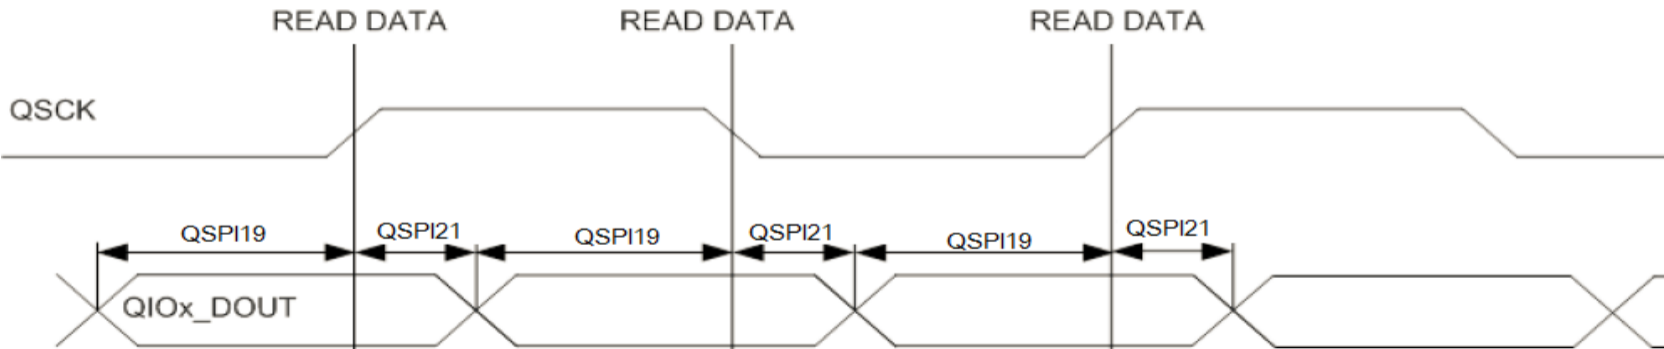 READ DATA READ DATA READ DATA
QSCK
QSPI19 QSPI21 QSPI19 QSPI21 QSPI19 QSPI21
QIOx_DOUT